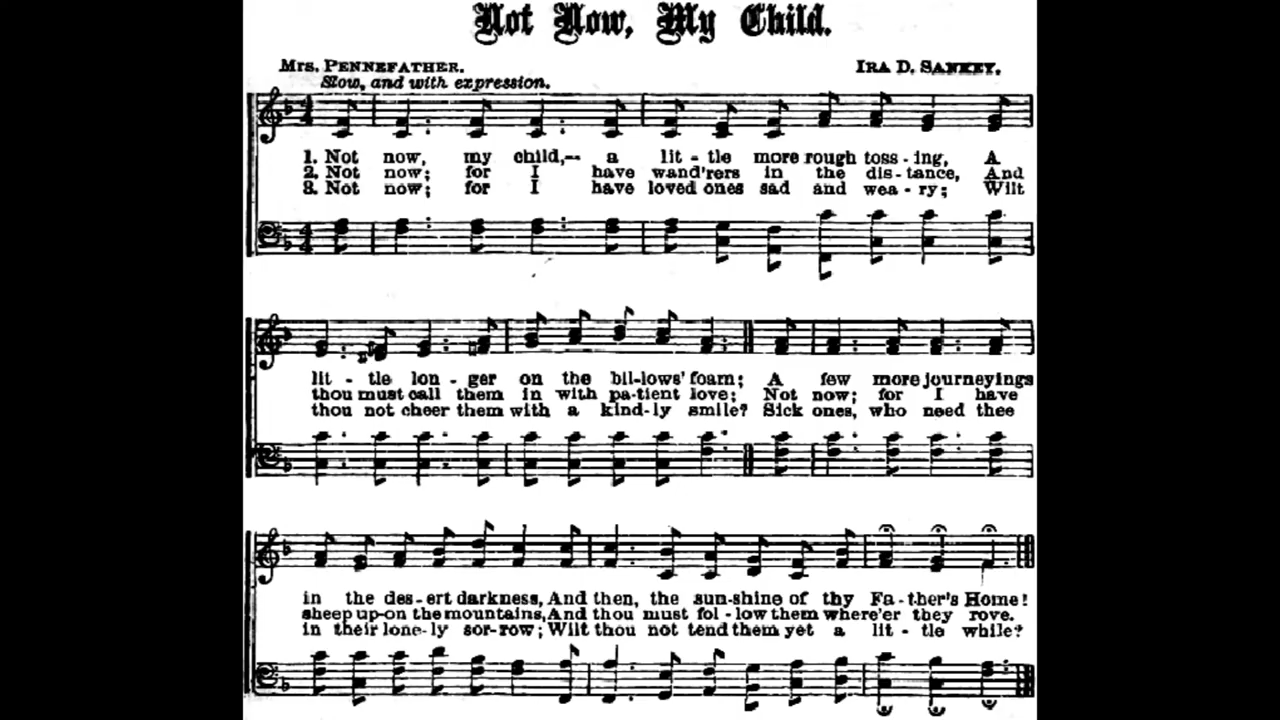 Not Now, My Child.
Mrs. Pennefather.
Ira D. Sankey.
Slow, and with expression.
1. Not now, my child,— a lit - tle more rough toss - ing, A
2. Not now; for I have wand'rers in the dis - tance, And
3. Not now; for I have loved ones sad and wea - ry; Wilt
lit - tle lon - ger on the bil-lows' foam; A few more journeyings
thou must call them in with pa-tient love; Not now; for I have
thou not cheer them with a kind-ly smile? Sick ones, who need thee
in the des-ert darkness, And then, the sun-shine of thy Fa-ther's Home!
sheep up-on the mountains, And thou must fol-low them where'er they rove.
in their lone-ly sor-row; Wilt thou not tend them yet a lit - tle while?